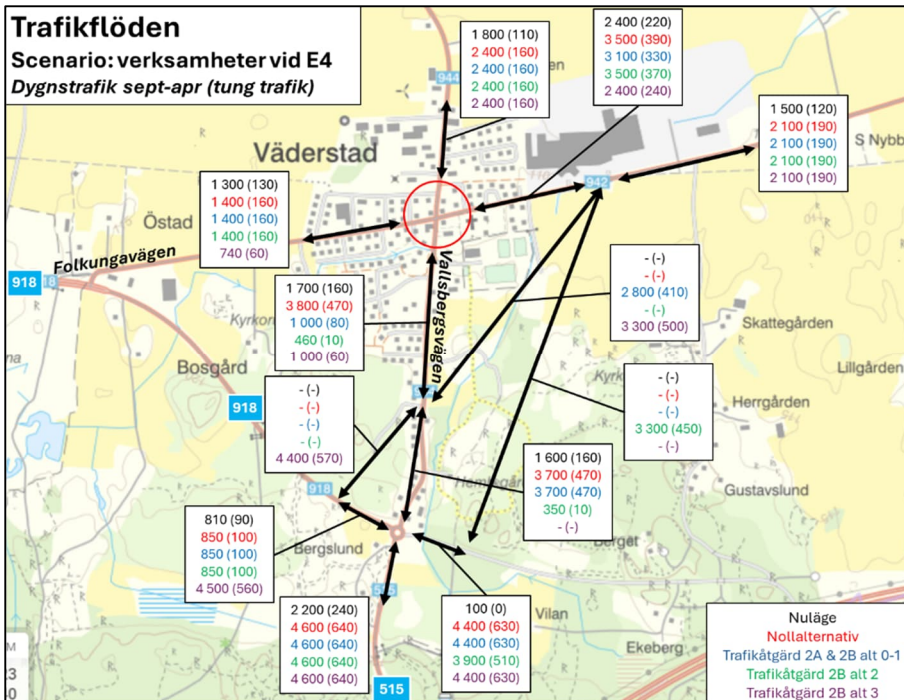 Trafikflöden
Scenario: verksamheter vid E4
Dygnstrafik sept-apr (tung trafik)
1 800 (110)
2 400 (160)
2 400 (160)
2 400 (160)
2 400 (160)
2 400 (220)
3 500 (390)
3 100 (330)
3 500 (370)
2 400 (240)
1 500 (120)
2 100 (190)
2 100 (190)
2 100 (190)
2 100 (190)
944
en
S Nybb
Väderstad
942
1 300 (130)
1 400 (160)
1 400 (160)
1 400 (160)
740 (60)
Östad
Folkungavägen
918
18
Vallsbergsvägen
1 700 (160)
3 800 (470)
1 000 (80)
460 (10)
1 000 (60)
Kyrkor
- (-)
- (-)
2 800 (410)
- (-)
3 300 (500)
Skattegården
Bosgård
Lillgården
Kyrk
Herrgården
918
- (-)
- (-)
- (-)
- (-)
4 400 (570)
- (-)
- (-)
- (-)
3 300 (450)
- (-)
1 600 (160)
3 700 (470)
3 700 (470)
350 (10)
- (-)
918
Gustavslund
810 (90)
850 (100)
850 (100)
850 (100)
4 500 (560)
Bergslund
Berget
2 200 (240)
4 600 (640)
4 600 (640)
4 600 (640)
4 600 (640)
100 (0)
4 400 (630)
4 400 (630)
3 900 (510)
4 400 (630)
Vilan
Ekeberg
515
M
3
0
Nuläge
Nollalternativ
Trafikåtgärd 2A & 2B alt 0-1
Trafikåtgärd 2B alt 2
Trafikåtgärd 2B alt 3